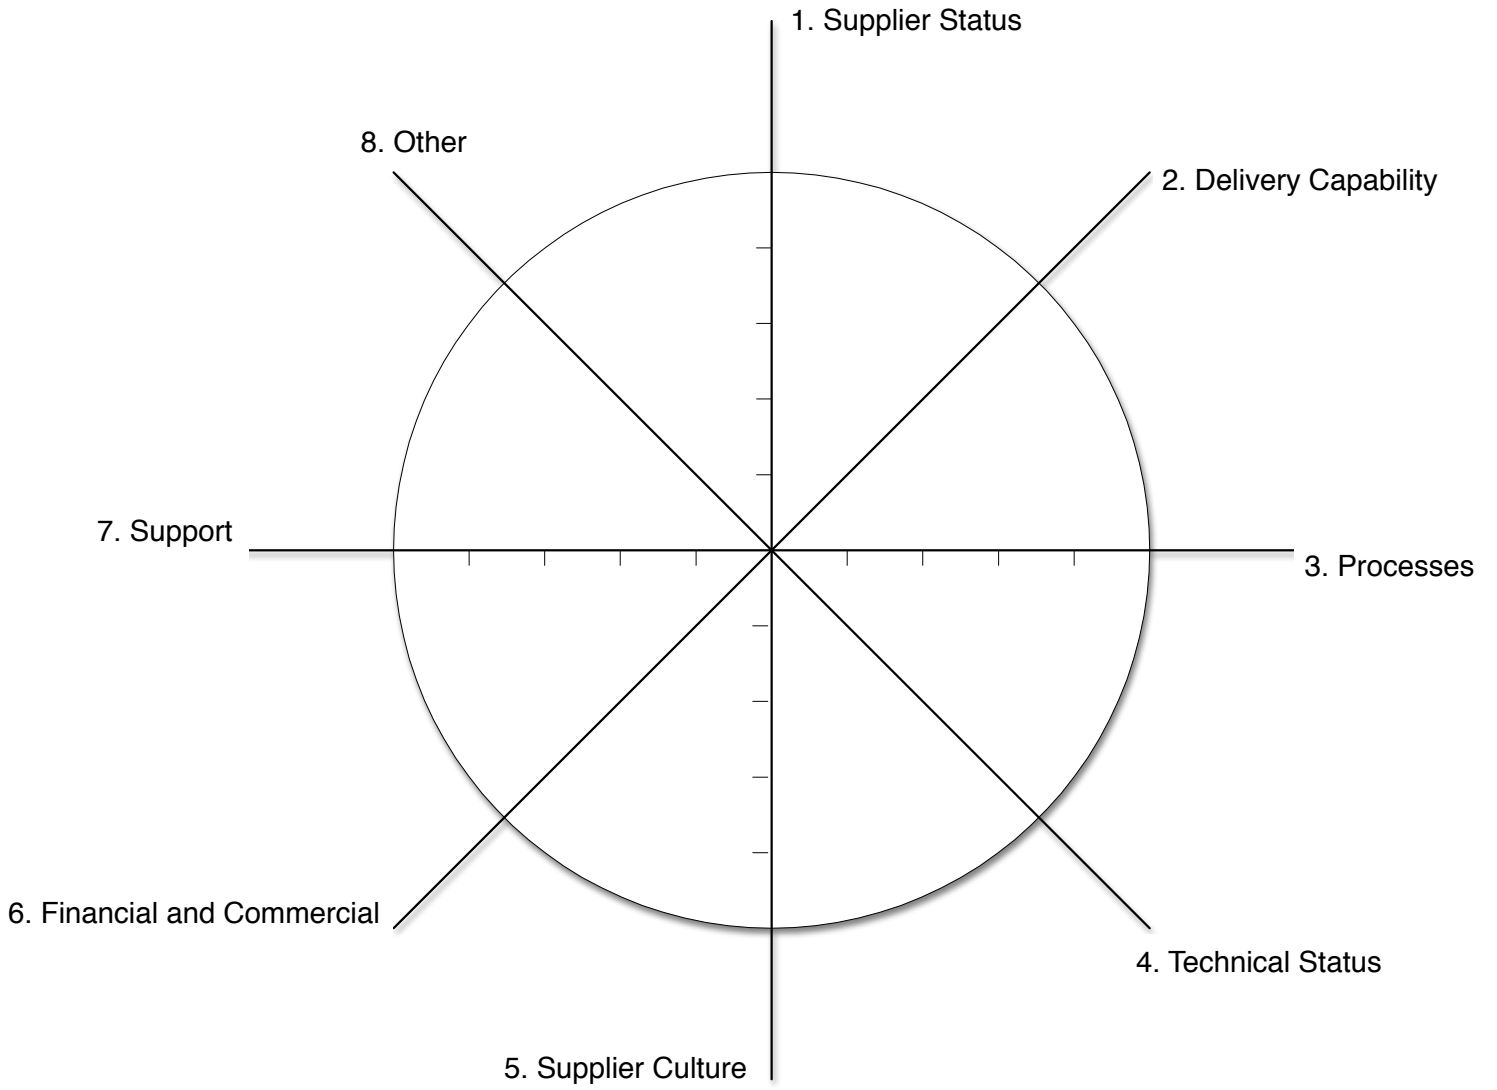 1. Supplier Status
2. Delivery Capability
3. Processes
4. Technical Status
5. Supplier Culture
6. Financial and Commercial
7. Support
8. Other